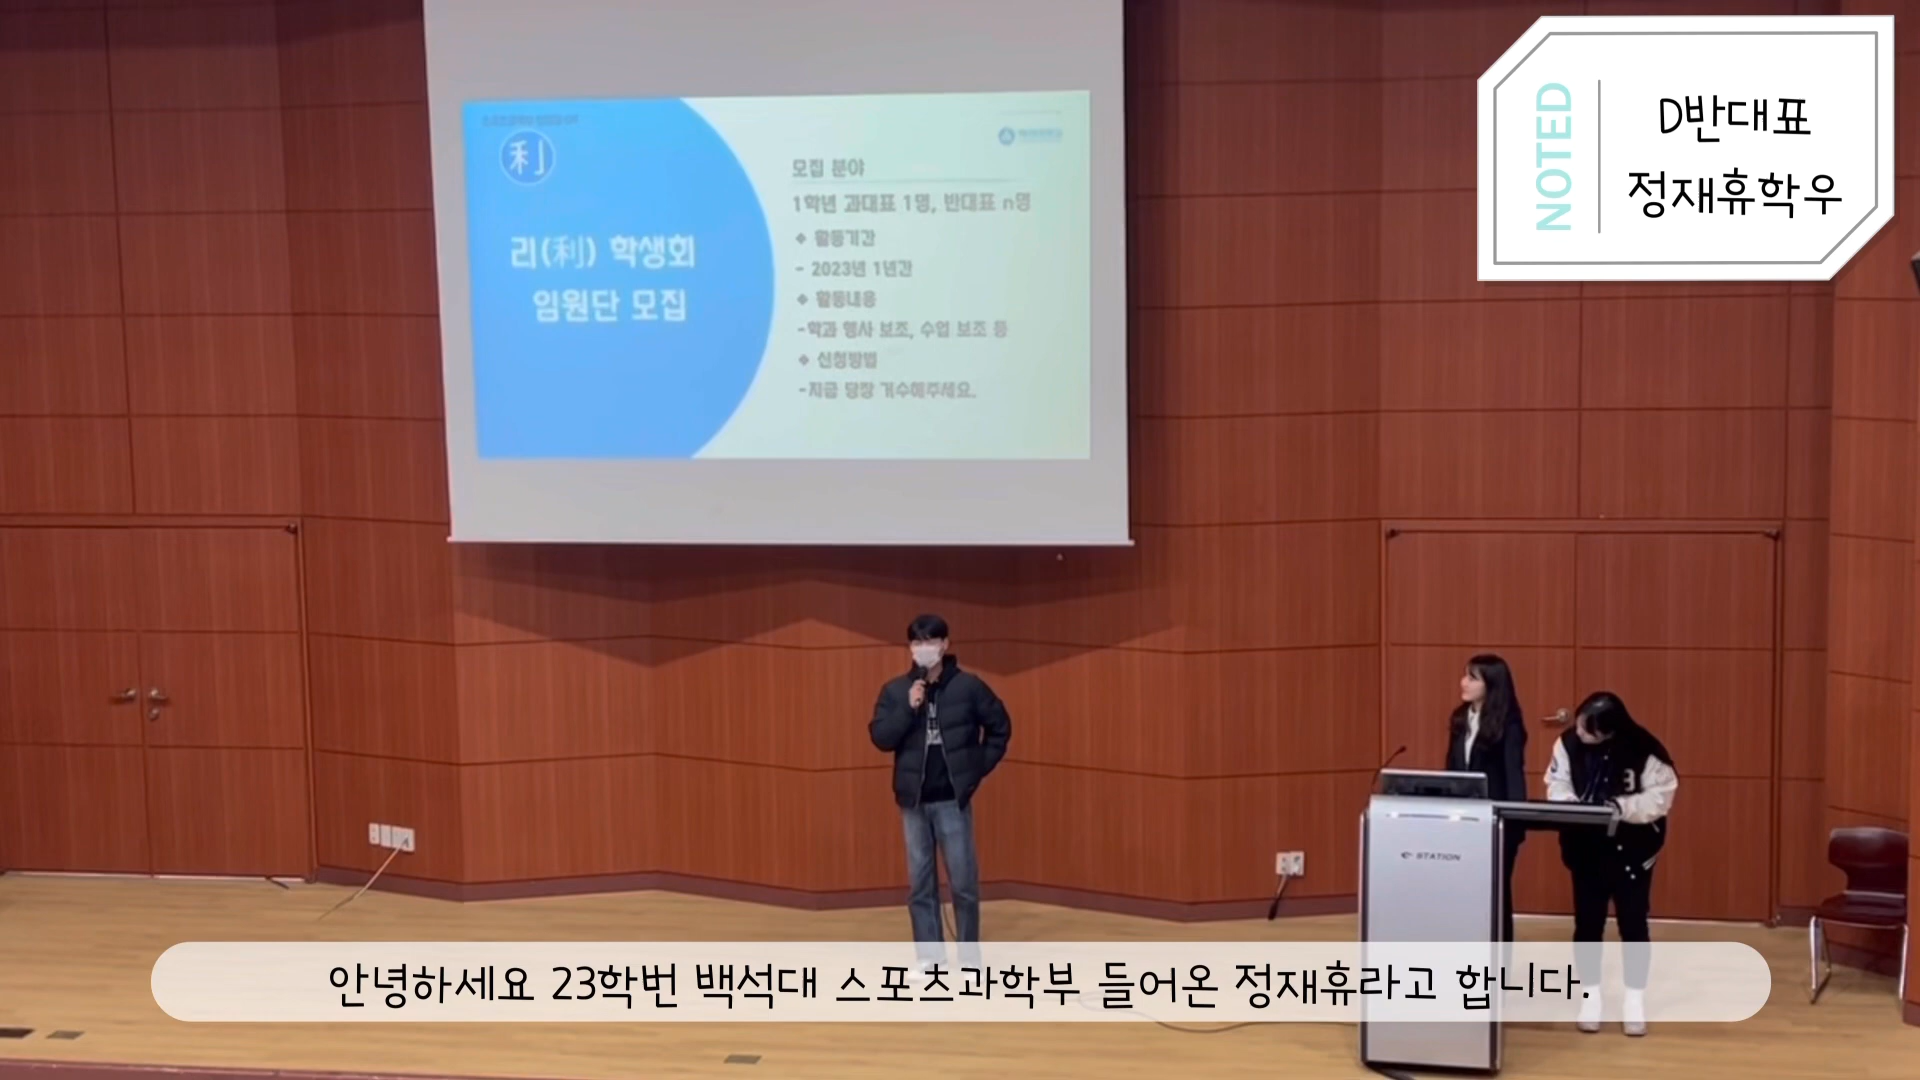 利
리(利) 학생회
임원단 모집
모집 분야
1학년 과대표 1명, 반대표 n명
❖ 활동기간
- 2023년 1년간
❖ 활동내용
-학과 행사 보조, 수업 보조 등
❖ 신청방법
-지금 당장 거수해주세요.
NOTED
D반대표
정재휴학우
STATION
안녕하세요 23학번 백석대 스포츠과학부 들어온 정재휴라고 합니다.